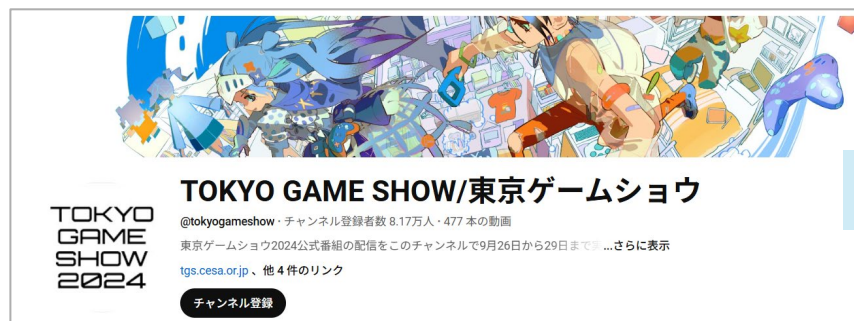 TOKYO GAME SHOW/東京ゲームショウ
@tokyogameshow・チャンネル登録者数 8.17万人・477 本の動画
東京ゲームショウ2024公式番組の配信をこのチャンネルで9月26日から29日まで ...さらに表示
tgs.cesa.or.jp 、他 4 件のリンク
チャンネル登録
TOKYO
GAME
SHOW
2024